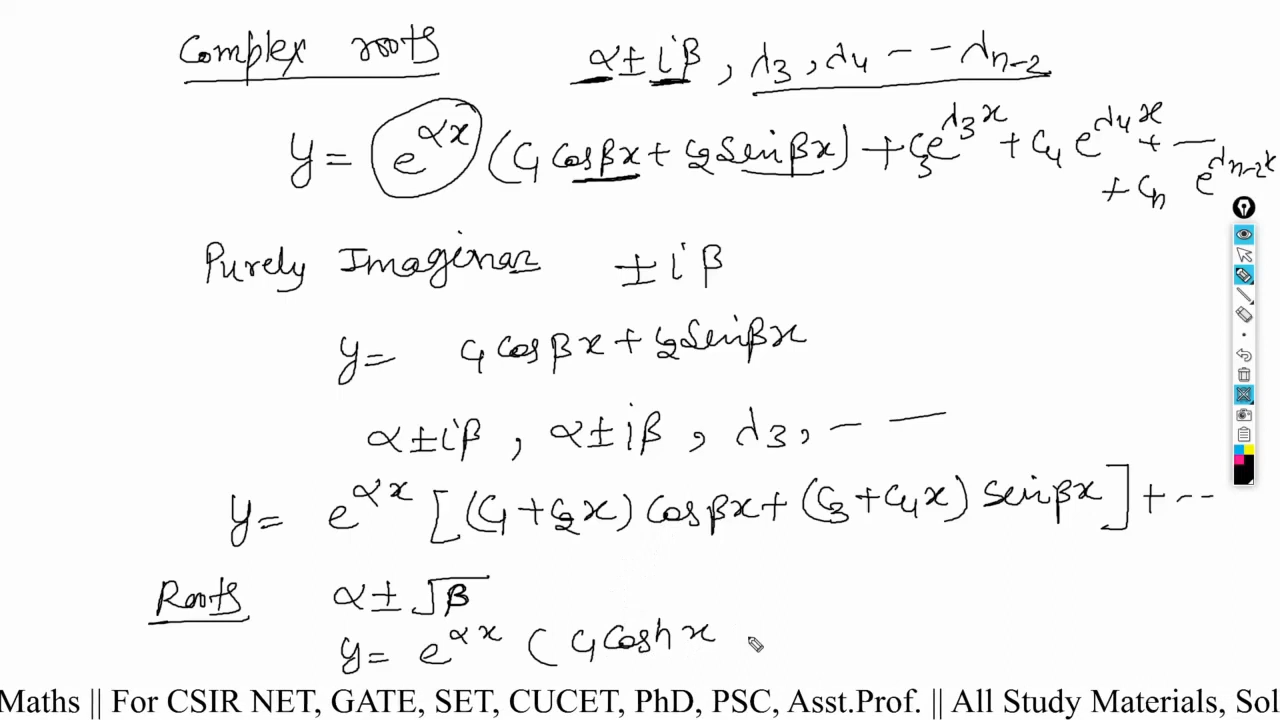 Complex roots α ± iβ , λ3 , λ4 - - λn-2
y = e^αx (C1 cosβx + C2 Sinβx) + C3 e^λ3x + C4 e^λ4x + —
+ Cn e^λn-2x
Purely Imaginar ± iβ
y = C1 cosβx + C2 Sinβx
α ± iβ , α ± iβ , λ3 , — —
y = e^αx [(C1 + C2x) cosβx + (C3 + C4x) Sinβx] + --
Roots α ± √β
y = e^αx ( C1 Cosh x
Maths || For CSIR NET, GATE, SET, CUCET, PhD, PSC, Asst.Prof. || All Study Materials, Sol